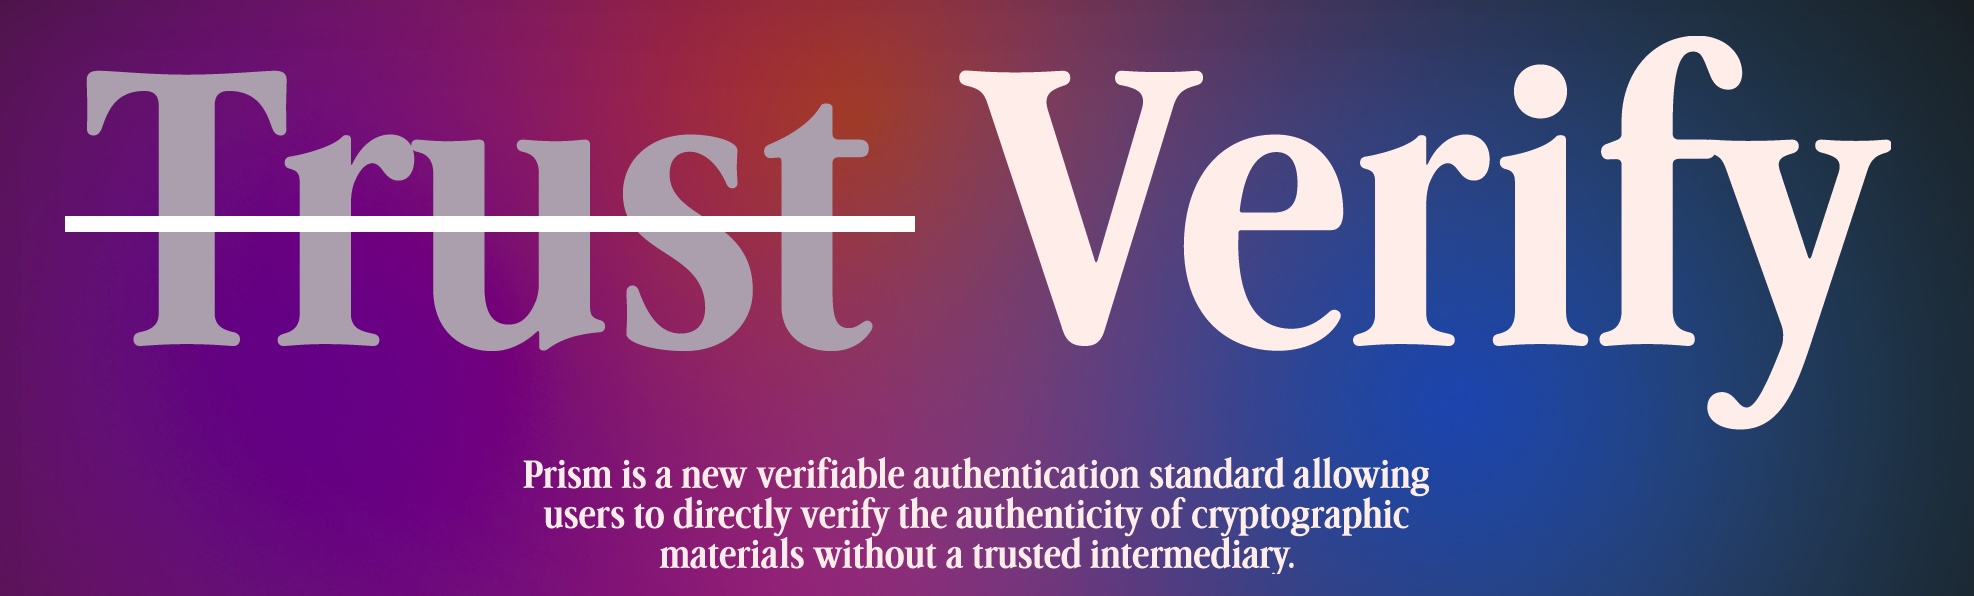 Trust Verify
Prism is a new verifiable authentication standard allowing
users to directly verify the authenticity of cryptographic
materials without a trusted intermediary.